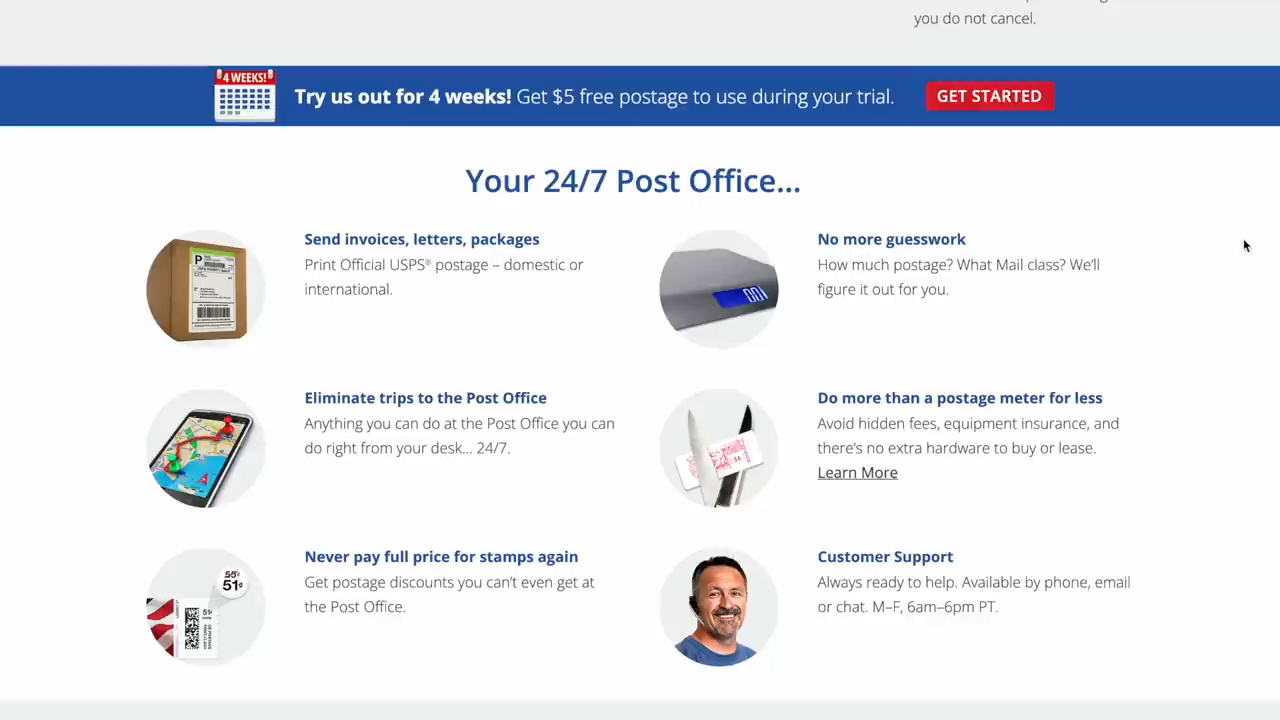 you do not cancel.
4 WEEKS!
Try us out for 4 weeks! Get $5 free postage to use during your trial.
GET STARTED
Your 24/7 Post Office...
Send invoices, letters, packages
Print Official USPS® postage – domestic or
international.
No more guesswork
How much postage? What Mail class? We’ll
figure it out for you.
P
Eliminate trips to the Post Office
Anything you can do at the Post Office you can
do right from your desk... 24/7.
Do more than a postage meter for less
Avoid hidden fees, equipment insurance, and
there’s no extra hardware to buy or lease.
Learn More
Never pay full price for stamps again
Get postage discounts you can’t even get at
the Post Office.
55¢
51¢
Customer Support
Always ready to help. Available by phone, email
or chat. M–F, 6am–6pm PT.